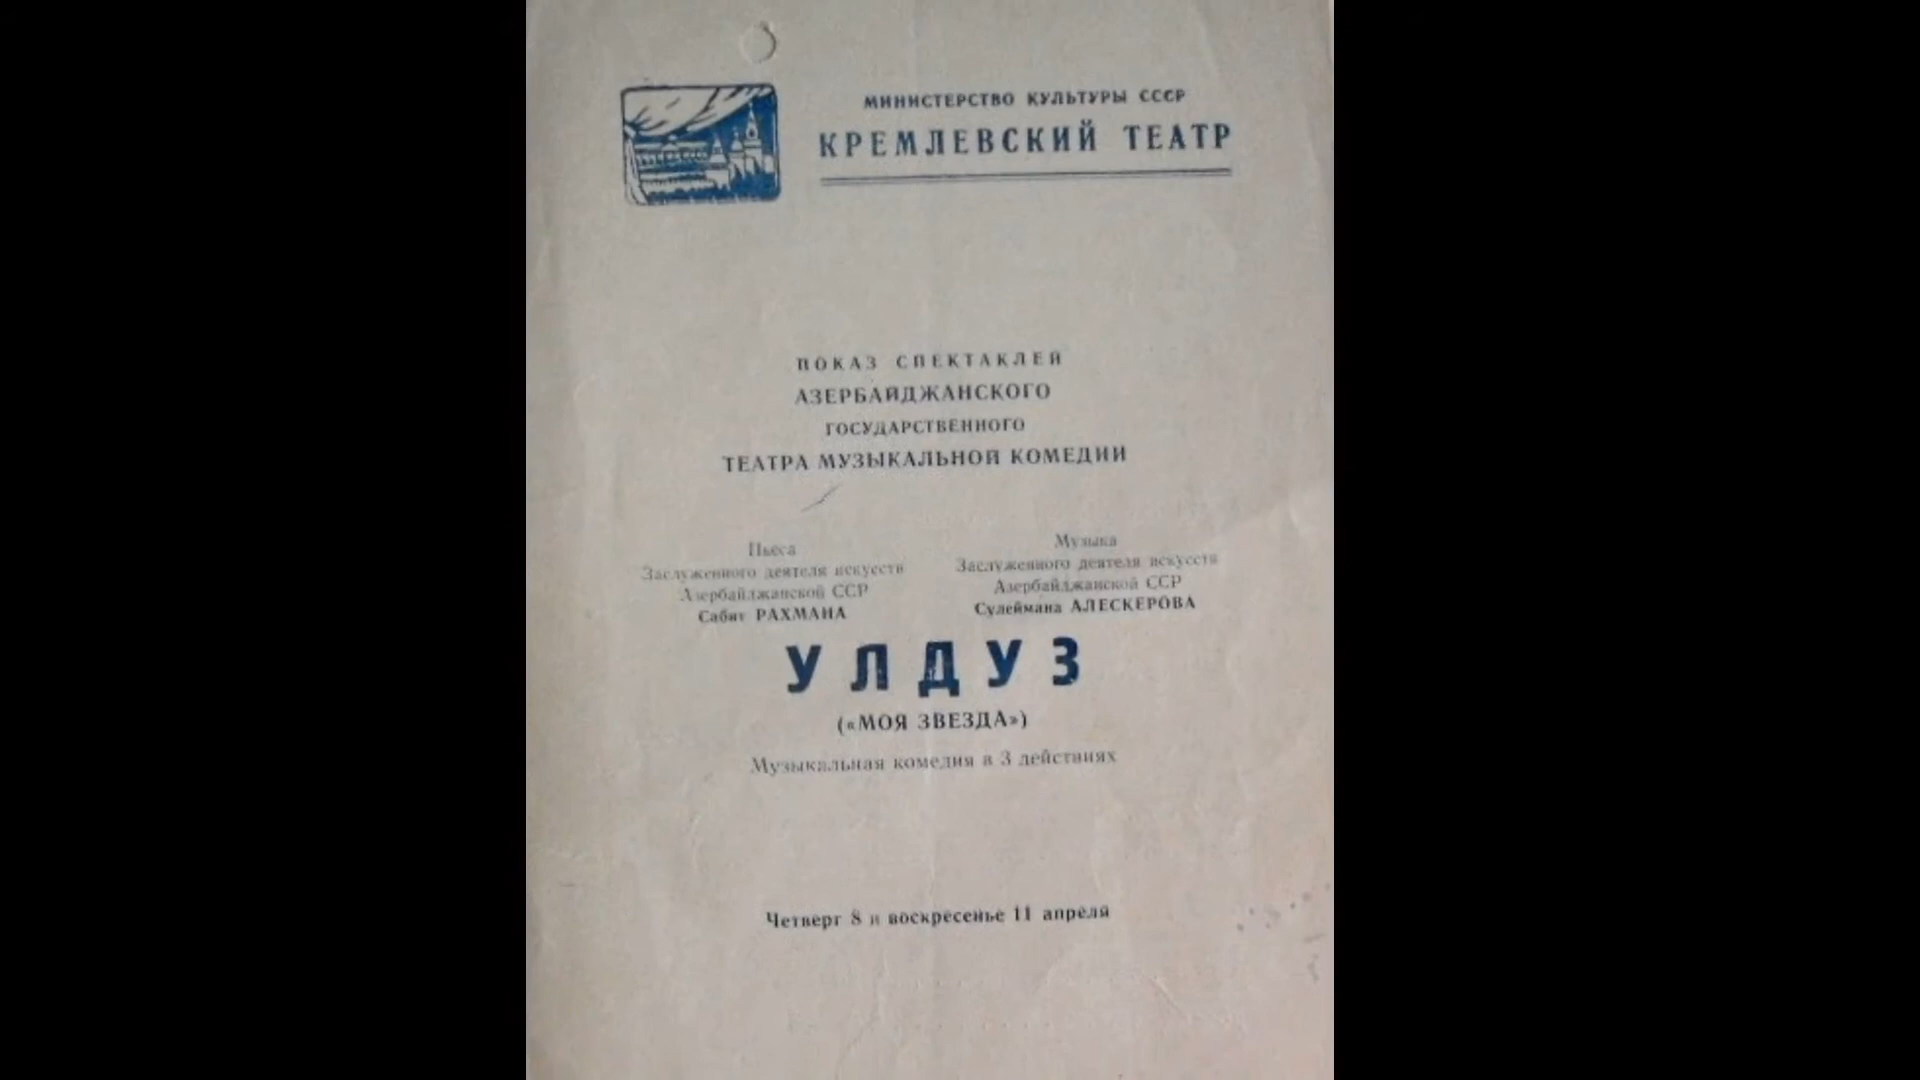 МИНИСТЕРСТВО КУЛЬТУРЫ СССР
КРЕМЛЕВСКИЙ ТЕАТР
ПОКАЗ СПЕКТАКЛЕЙ
АЗЕРБАЙДЖАНСКОГО
ГОСУДАРСТВЕННОГО
ТЕАТРА МУЗЫКАЛЬНОЙ КОМЕДИИ
Пьеса
Заслуженного деятеля искусств
Азербайджанской ССР
Сабит РАХМАНА
Музыка
Заслуженного деятеля искусств
Азербайджанской ССР
Сулеймана АЛЕСКЕРОВА
УЛДУЗ
(«МОЯ ЗВЕЗДА»)
Музыкальная комедия в 3 действиях
Четверг 8 и воскресенье 11 апреля